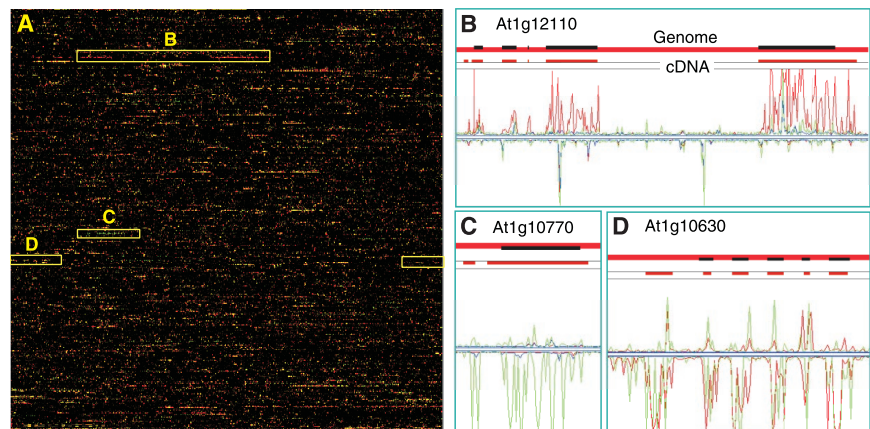 A
B
C
D
B
At1g12110
Genome
cDNA
C
At1g10770
D
At1g10630